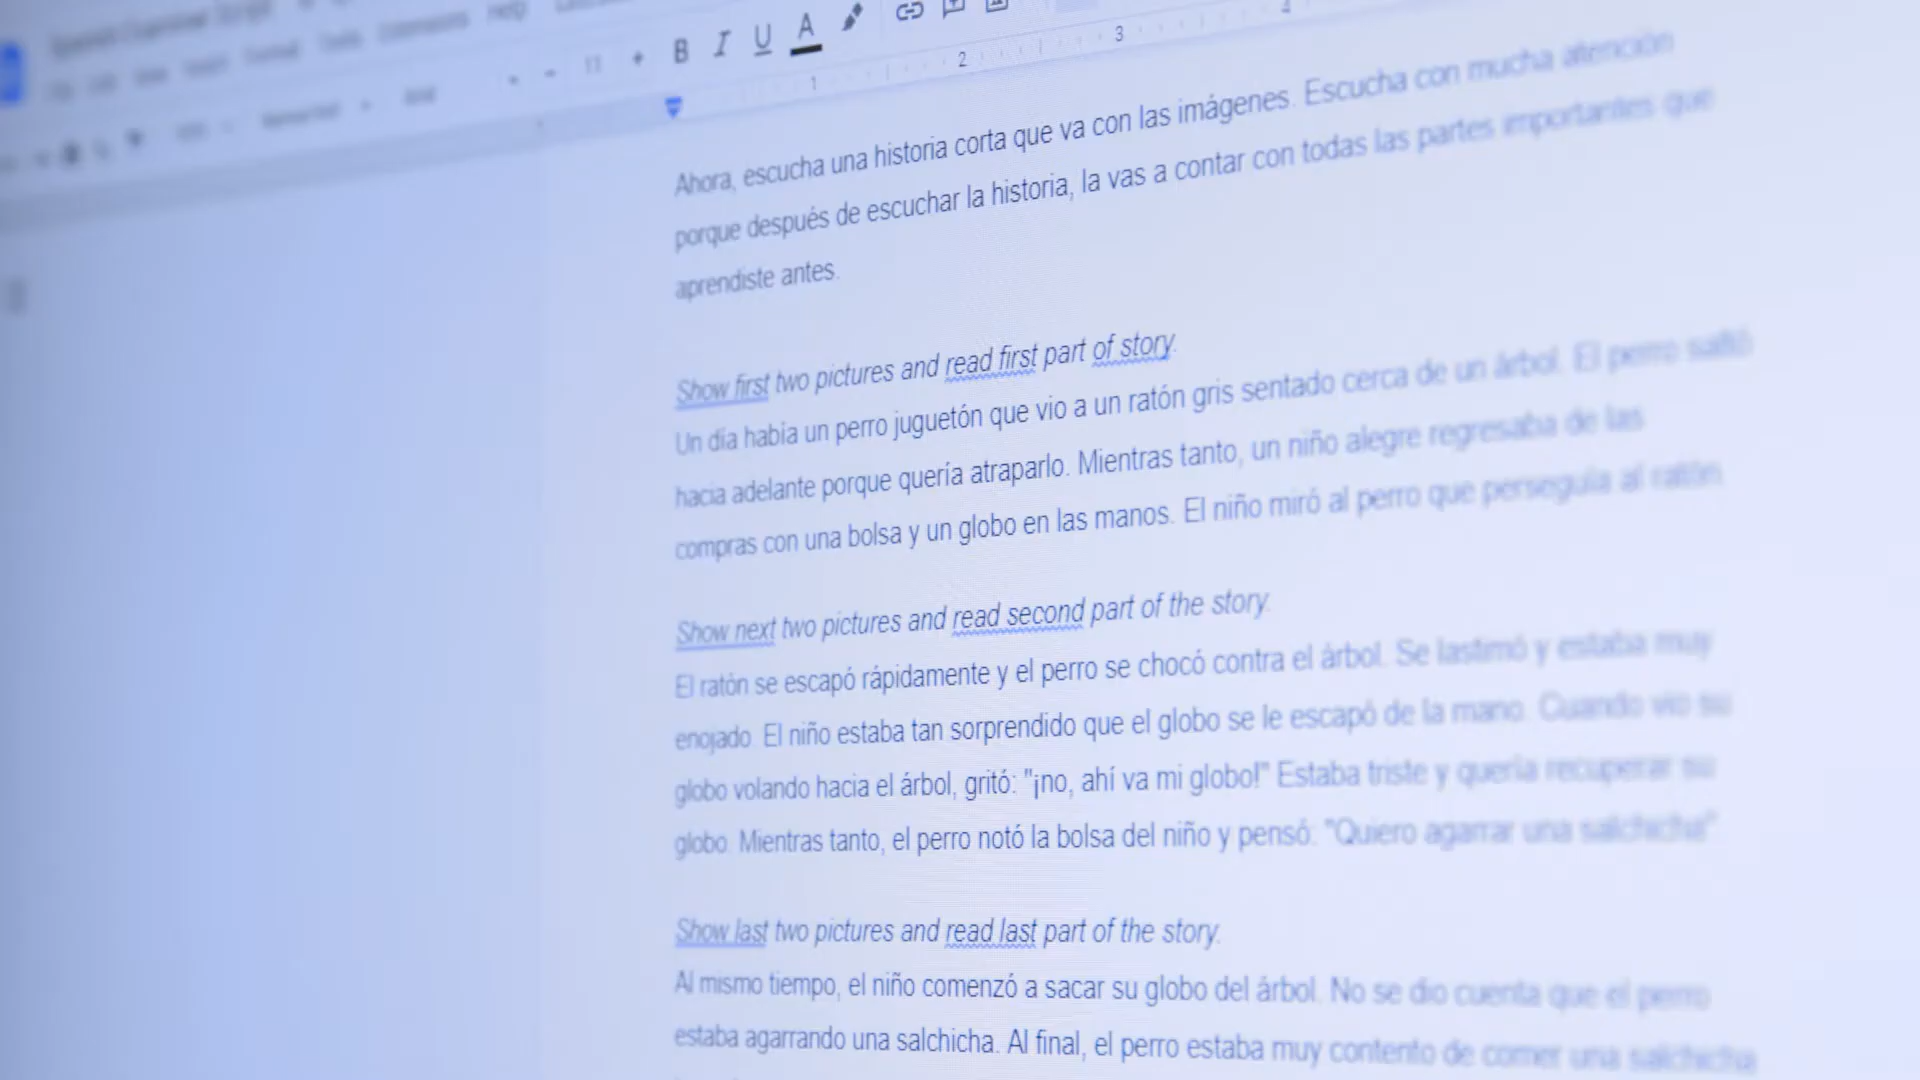 Spanish Examiner Script
Extensions Help
11
B I U A
1 2 3 4
Ahora, escucha una historia corta que va con las imágenes. Escucha con mucha atención
porque después de escuchar la historia, la vas a contar con todas las partes importantes que
aprendiste antes.
Show first two pictures and read first part of story.
Un día había un perro juguetón que vio a un ratón gris sentado cerca de un árbol. El perro saltó
hacia adelante porque quería atraparlo. Mientras tanto, un niño alegre regresaba de las
compras con una bolsa y un globo en las manos. El niño miró al perro que perseguía al ratón.
Show next two pictures and read second part of the story.
El ratón se escapó rápidamente y el perro se chocó contra el árbol. Se lastimó y estaba muy
enojado. El niño estaba tan sorprendido que el globo se le escapó de la mano. Cuando vio su
globo volando hacia el árbol, gritó: "¡no, ahí va mi globo!" Estaba triste y quería recuperar su
globo. Mientras tanto, el perro notó la bolsa del niño y pensó: "Quiero agarrar una salchicha"
Show last two pictures and read last part of the story.
Al mismo tiempo, el niño comenzó a sacar su globo del árbol. No se dio cuenta que el perro
estaba agarrando una salchicha. Al final, el perro estaba muy contento de comer una salchicha